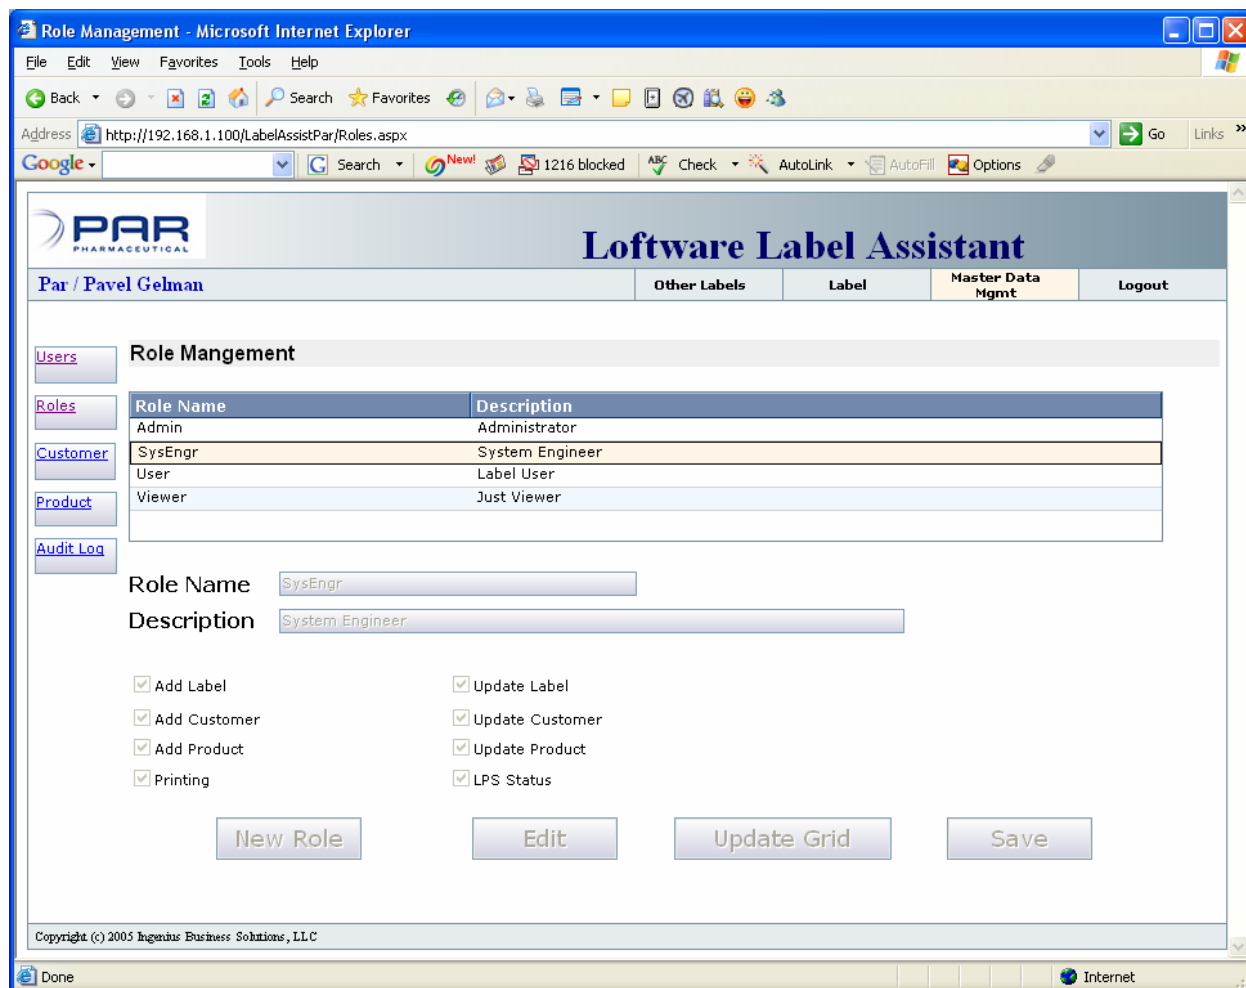 Role Management - Microsoft Internet Explorer
File Edit View Favorites Tools Help
Back Search Favorites
Address http://192.168.1.100/LabelAssistPar/Roles.aspx Go Links »
Google Search New! 1216 blocked ABC Check AutoLink AutoFill Options
PAR
PHARMACEUTICAL
Loftware Label Assistant
Par / Pavel Gelman Other Labels Label Master Data Mgmt Logout
Users
Role Mangement
Roles
Role Name Description
Admin Administrator
Customer
SysEngr System Engineer
User Label User
Product
Viewer Just Viewer
Audit Log
Role Name SysEngr
Description System Engineer
Add Label Update Label
Add Customer Update Customer
Add Product Update Product
Printing LPS Status
New Role Edit Update Grid Save
Copyright (c) 2005 Ingenius Business Solutions, LLC
Done Internet